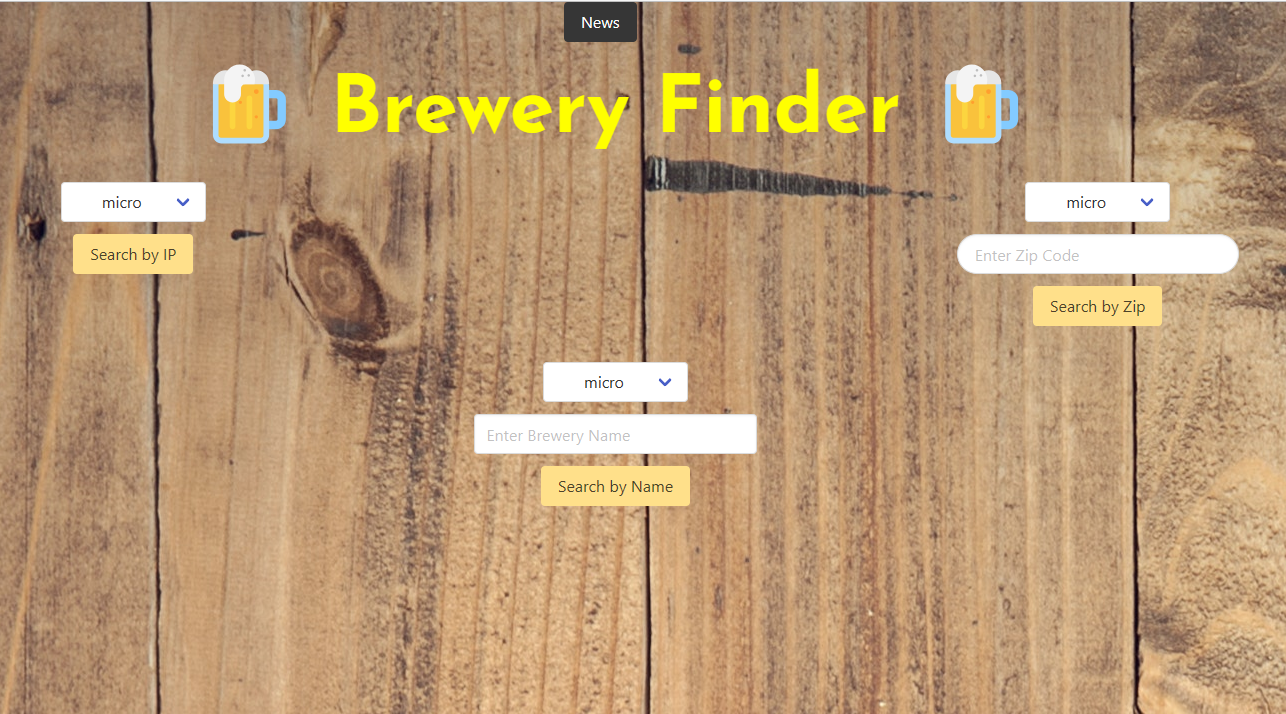 News
Brewery Finder
micro
Search by IP
micro
Enter Zip Code
Search by Zip
micro
Enter Brewery Name
Search by Name